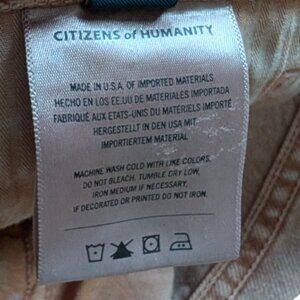 CITIZENS of HUMANITY
MADE IN U.S.A. OF IMPORTED MATERIALS
HECHO EN LOS EE.UU DE MATERIALES IMPORTADA
FABRIQUÉ AUX ETATS-UNIS DU MATÉRIELS IMPORTÉ
HERGESTELLT IN DEN USA MIT
IMPORTIERTEM MATERIAL
MACHINE WASH COLD WITH LIKE COLORS,
DO NOT BLEACH. TUMBLE DRY LOW,
IRON MEDIUM IF NECESSARY,
IF DECORATED OR PRINTED DO NOT IRON.